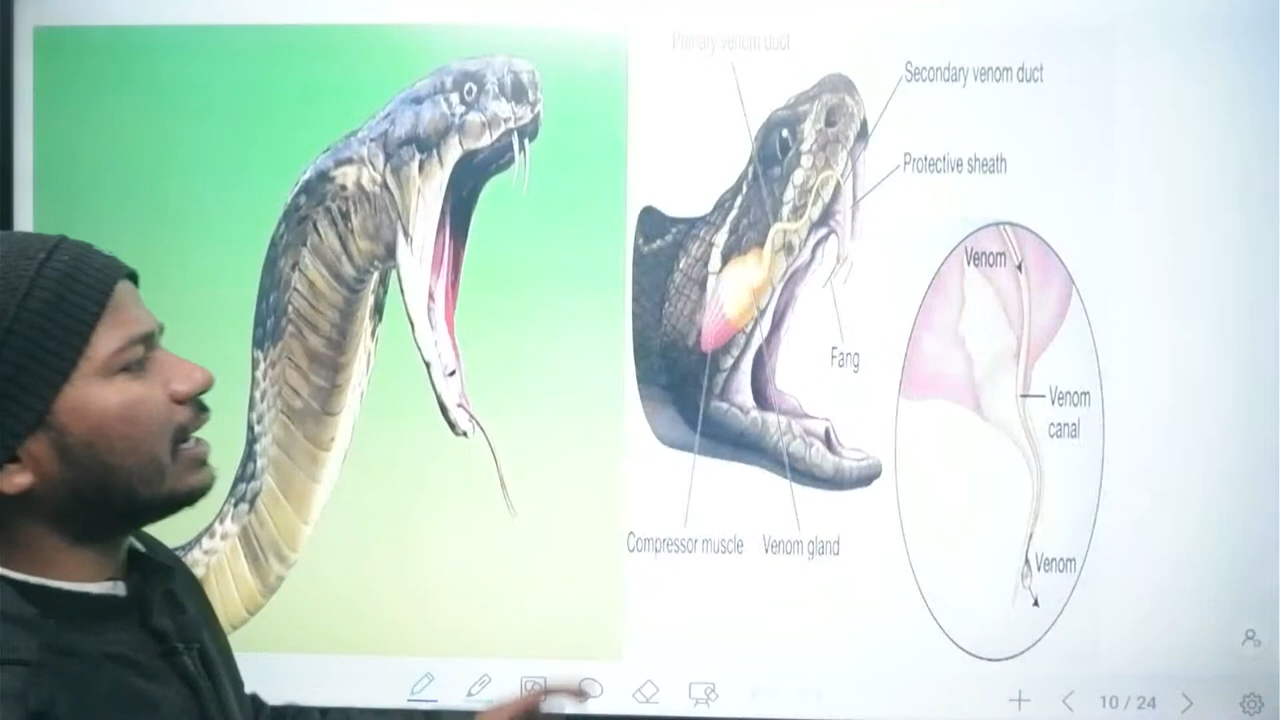 Primary venom duct
Secondary venom duct
Protective sheath
Venom
Fang
Venom
canal
Compressor muscle
Venom gland
Venom
10 / 24